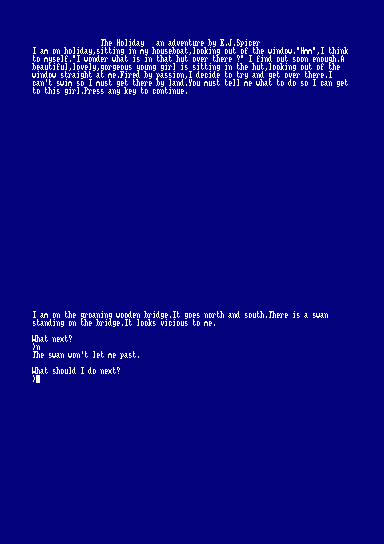 The Holiday  an adventure by E.J.Spicer
I am on holiday,sitting in my houseboat,looking out of the window."Hmm",I think
to myself,"I wonder what is in that hut over there ?" I find out soon enough.A
beautiful,lovely,gorgeous young girl is sitting in the hut,looking out of the
window straight at me.Fired by passion,I decide to try and get over there.I
can't swim so I must get there by land.You must tell me what to do so I can get
to this girl.Press any key to continue.
I am on the groaning wooden bridge.It goes north and south.There is a swan
standing on the bridge.It looks vicious to me.
What next?
>n
The swan won't let me past.
What should I do next?
>